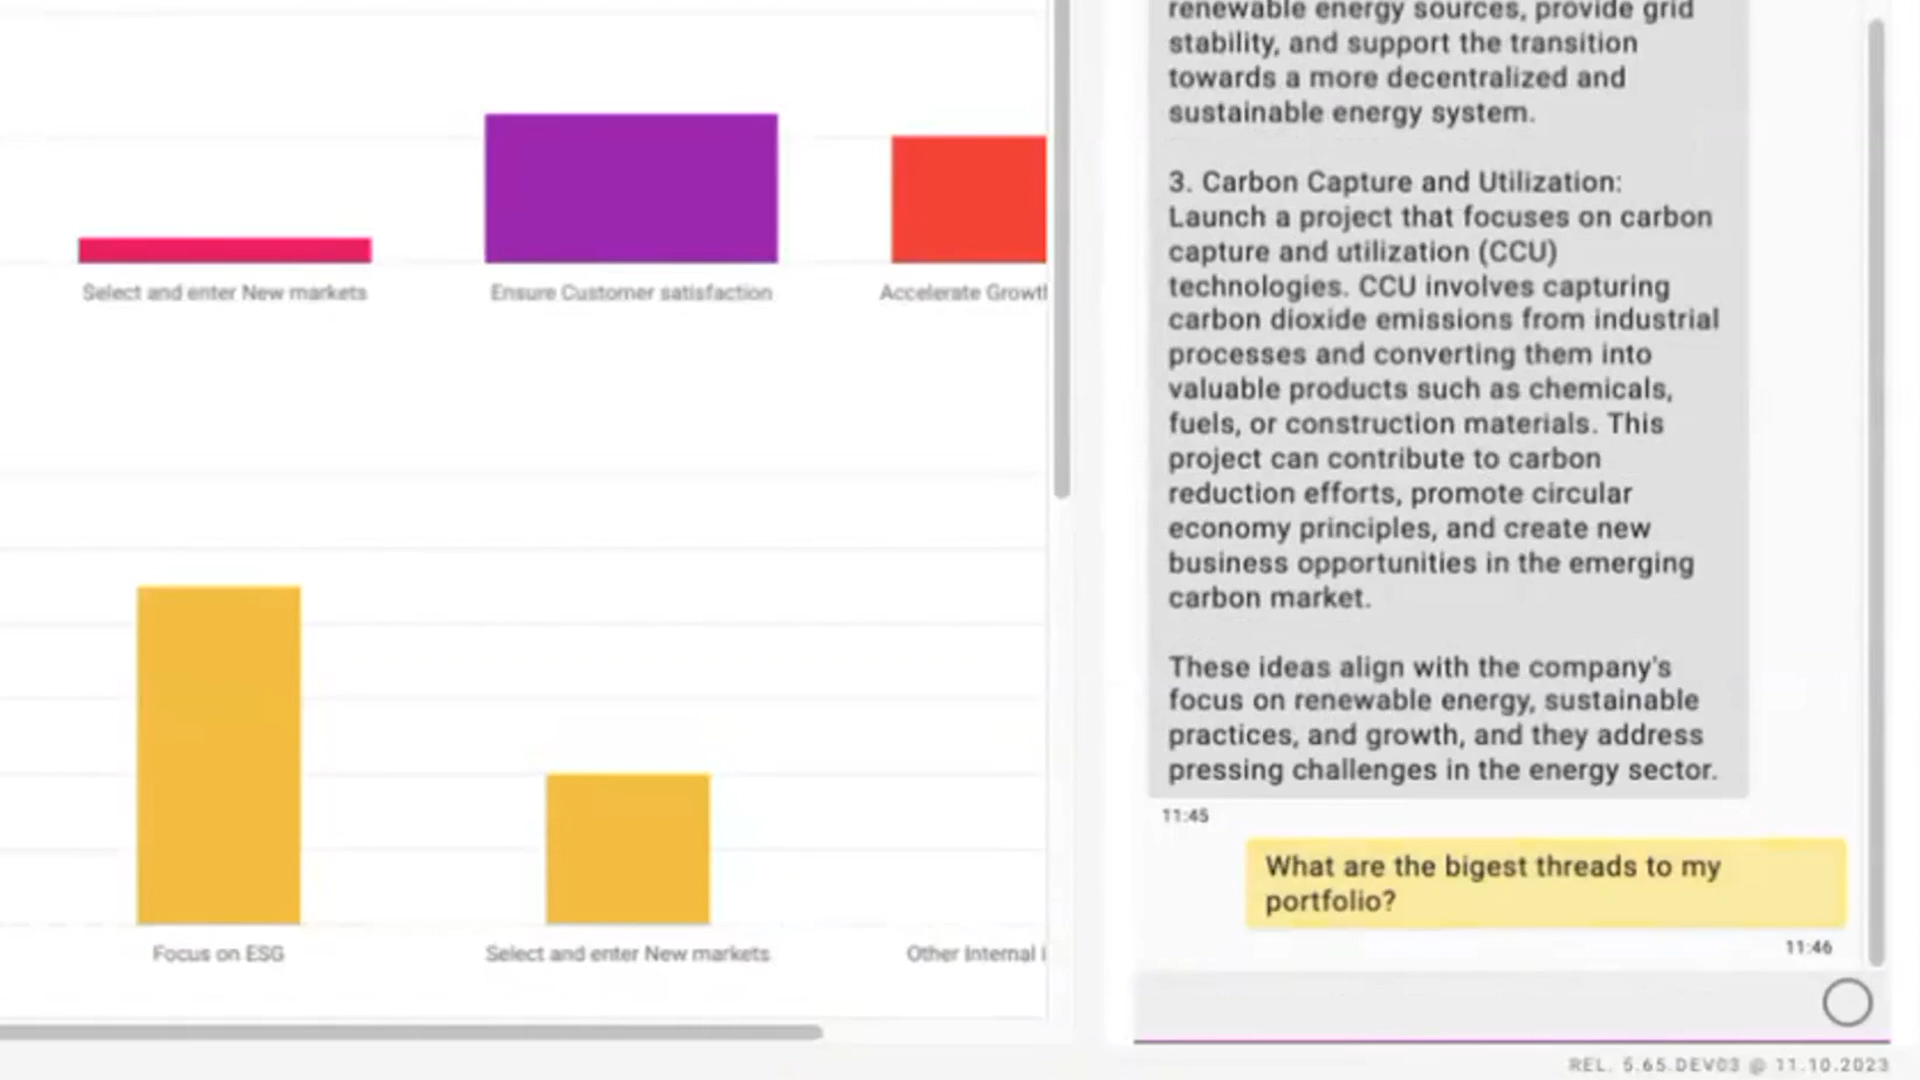 Select and enter New markets
Ensure Customer satisfaction
Accelerate
Focus on ESG
Select and enter New markets
Other Internal
renewable energy sources, provide grid
stability, and support the transition
towards a more decentralized and
sustainable energy system.
3. Carbon Capture and Utilization:
Launch a project that focuses on carbon
capture and utilization (CCU)
technologies. CCU involves capturing
carbon dioxide emissions from industrial
processes and converting them into
valuable products such as chemicals,
fuels, or construction materials. This
project can contribute to carbon
reduction efforts, promote circular
economy principles, and create new
business opportunities in the emerging
carbon market.
These ideas align with the company's
focus on renewable energy, sustainable
practices, and growth, and they address
pressing challenges in the energy sector.
11:45
What are the bigest threads to my
portfolio?
11:46
REL. 5.65.DEV03 @ 11.10.2023